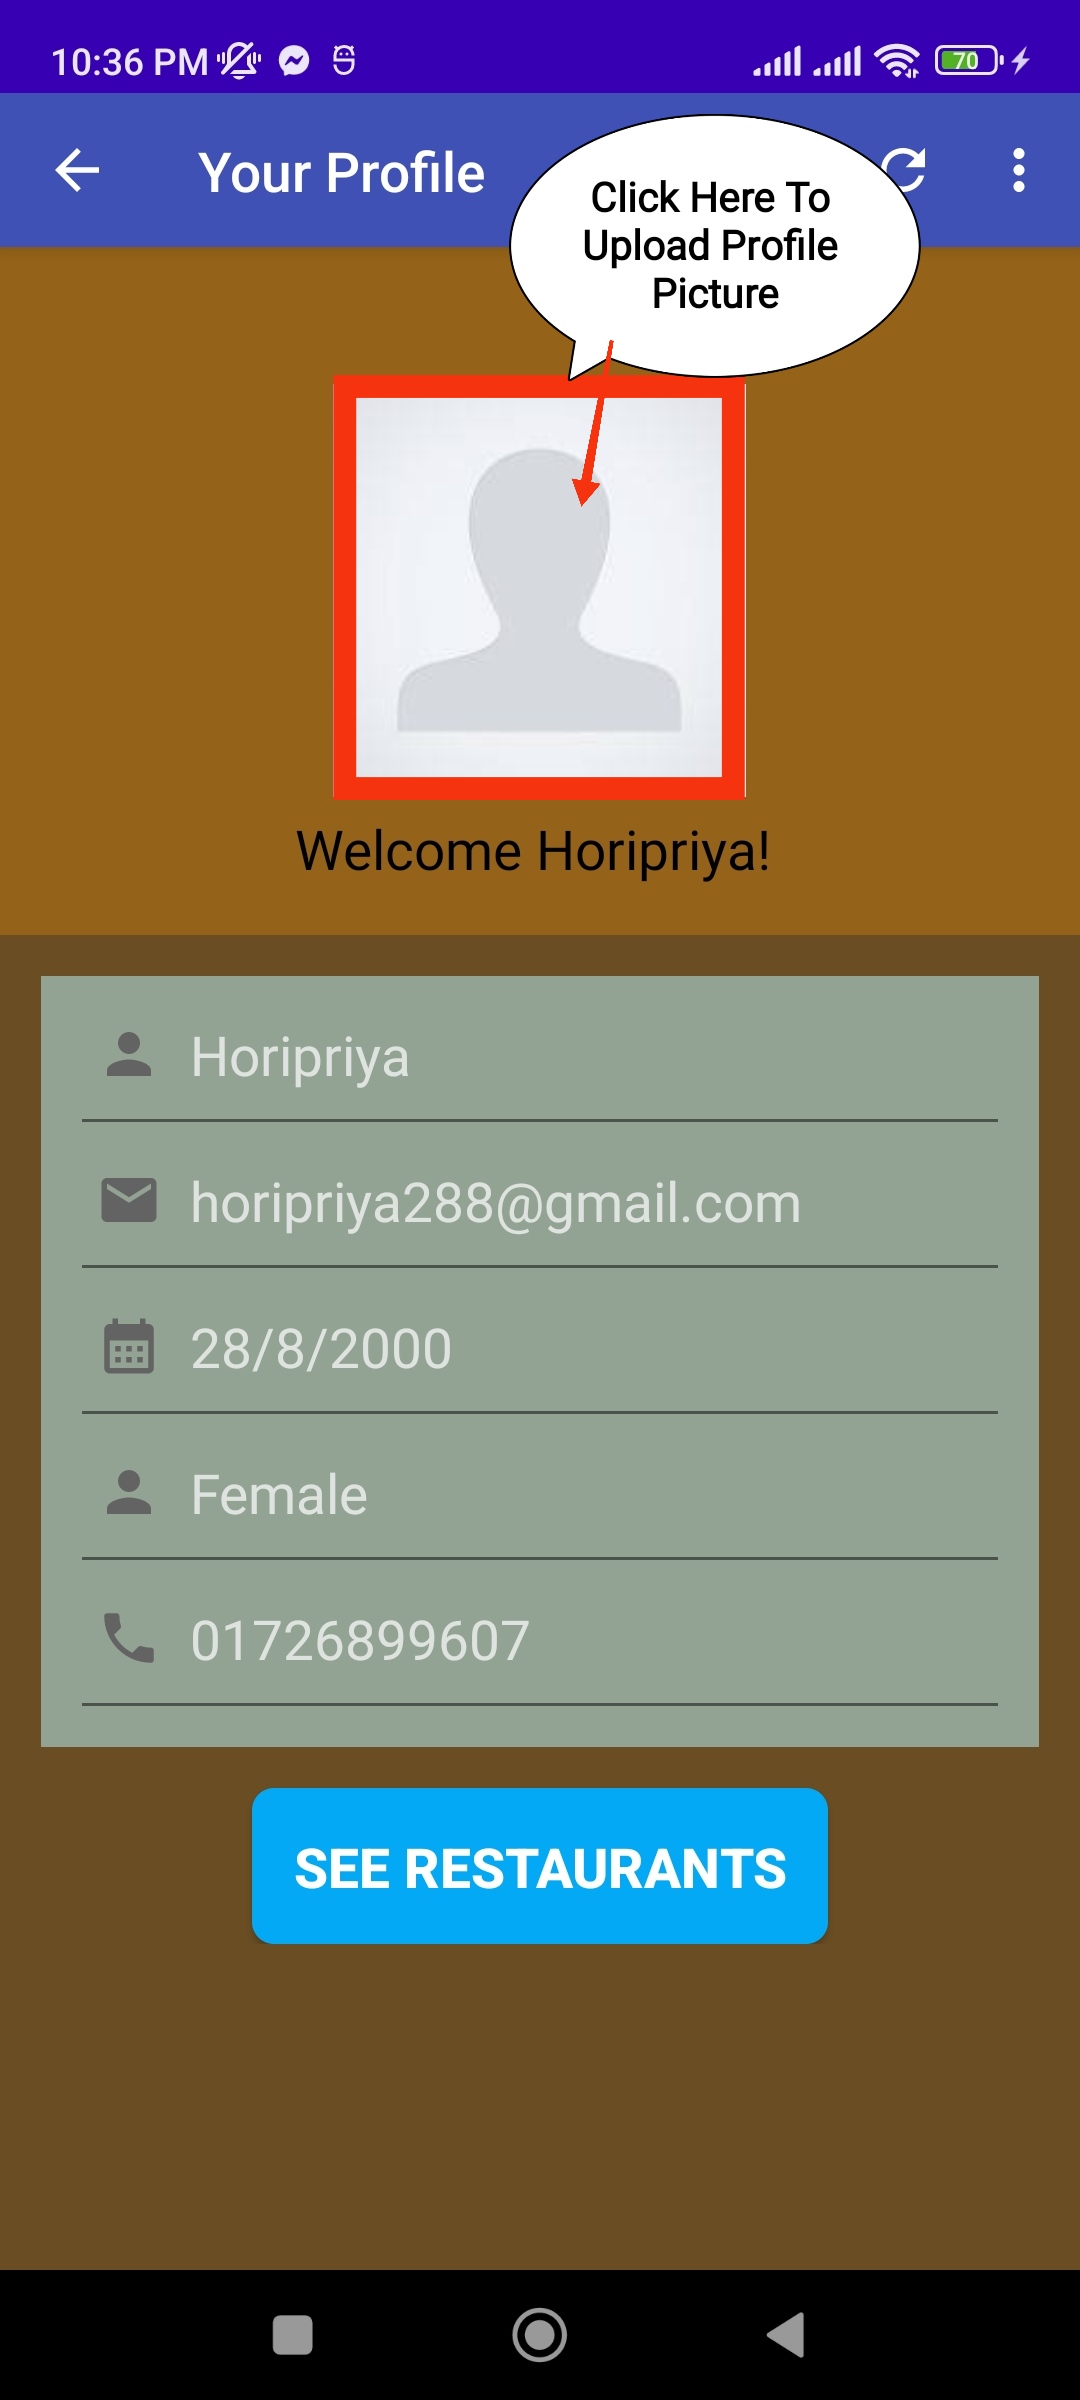 10:36 PM
70
Your Profile
Click Here To
Upload Profile
Picture
Welcome Horipriya!
Horipriya
horipriya288@gmail.com
28/8/2000
Female
01726899607
SEE RESTAURANTS